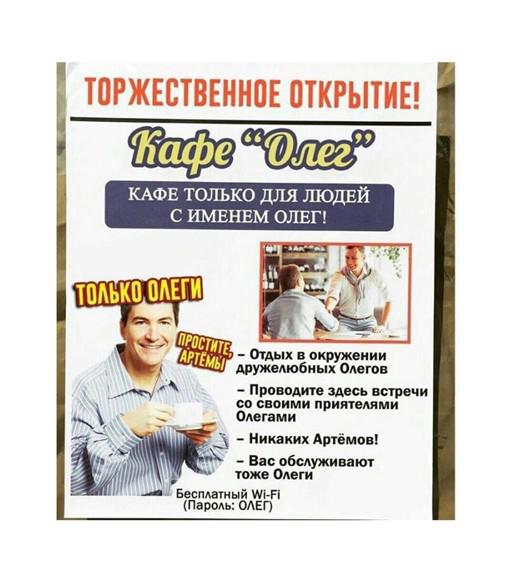 ТОРЖЕСТВЕННОЕ ОТКРЫТИЕ!
Кафе "Олег"
КАФЕ ТОЛЬКО ДЛЯ ЛЮДЕЙ
С ИМЕНЕМ ОЛЕГ!
ТОЛЬКО ОЛЕГИ
ПРОСТИТЕ,
АРТЁМЫ
– Отдых в окружении
дружелюбных Олегов
– Проводите здесь встречи
со своими приятелями
Олегами
– Никаких Артёмов!
– Вас обслуживают
тоже Олеги
Бесплатный Wi-Fi
(Пароль: ОЛЕГ)